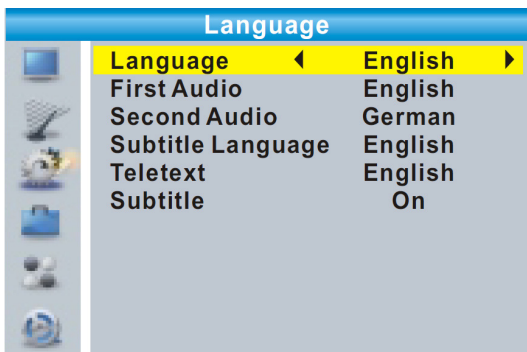 Language
Language English
First Audio English
Second Audio German
Subtitle Language English
Teletext English
Subtitle On